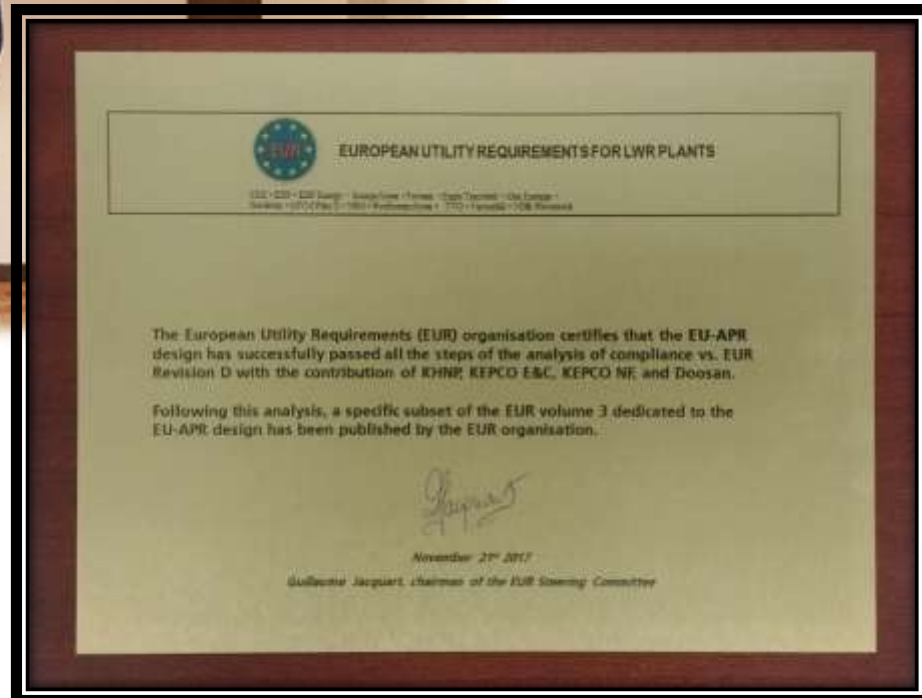 EUR
EUROPEAN UTILITY REQUIREMENTS FOR LWR PLANTS
The European Utility Requirements (EUR) organisation certifies that the EU-APR
design has successfully passed all the steps of the analysis of compliance vs. EUR
Revision D with the contribution of KHNP, KEPCO E&C, KEPCO NF, and Doosan.
Following this analysis, a specific subset of the EUR volume 3 dedicated to the
EU-APR design has been published by the EUR organisation.
November 21st 2017
Guillaume Jacquart, chairman of the EUR Steering Committee